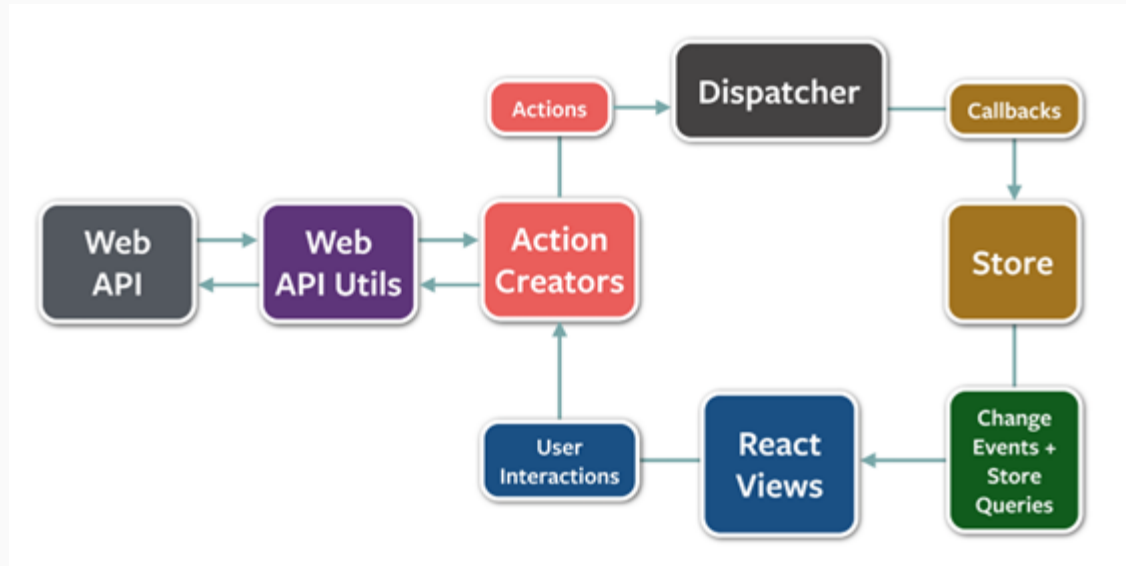 Dispatcher
Actions
Callbacks
Web
API
Web
API Utils
Action
Creators
Store
User
Interactions
React
Views
Change
Events +
Store
Queries